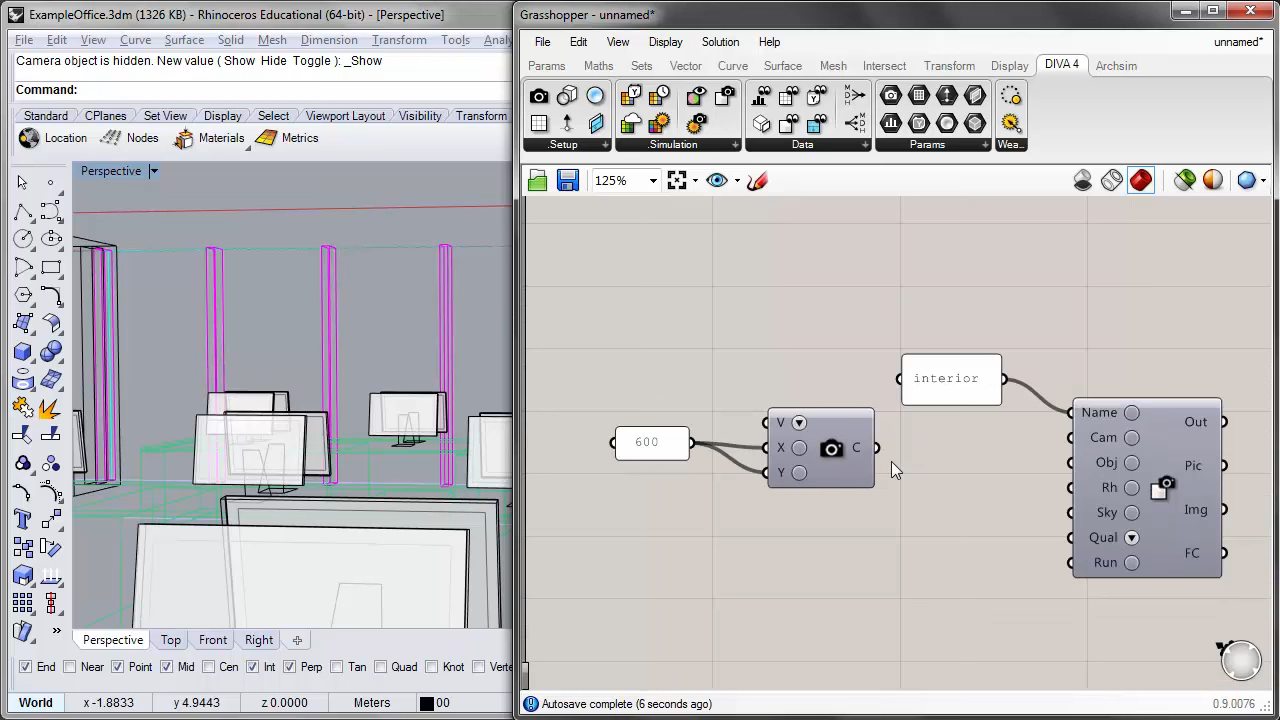 ExampleOffice.3dm (1326 KB) - Rhinoceros Educational (64-bit) - [Perspective]
File Edit View Curve Surface Solid Mesh Dimension Transform Tools Analy
Camera object is hidden. New value ( Show Hide Toggle ): _Show
Command:
Standard CPlanes Set View Display Select Viewport Layout Visibility Transform
Location Nodes Materials Metrics
Perspective
Perspective Top Front Right
End Near Point Mid Cen Int Perp Tan Quad Knot Verte
World x -1.8833 y 4.9443 z 0.0000 Meters 00
Grasshopper - unnamed*
File Edit View Display Solution Help unnamed*
Params Maths Sets Vector Curve Surface Mesh Intersect Transform Display DIVA 4 Archsim
.Setup .Simulation Data Params Wea...
125%
interior
600
V
X C
Y
Name
Cam
Obj
Rh
Sky
Qual
Run
Out
Pic
Img
FC
Autosave complete (6 seconds ago) 0.9.0076